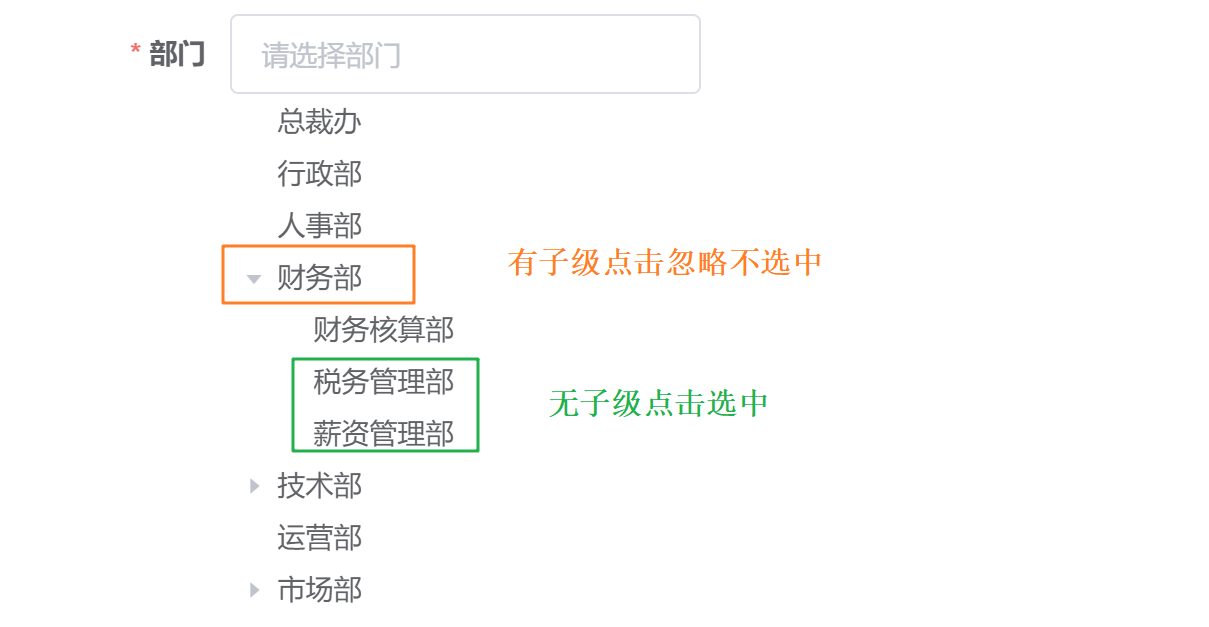 * 部门 请选择部门
总裁办
行政部
人事部
财务部 有子级点击忽略不选中
财务核算部
税务管理部 无子级点击选中
薪资管理部
技术部
运营部
市场部